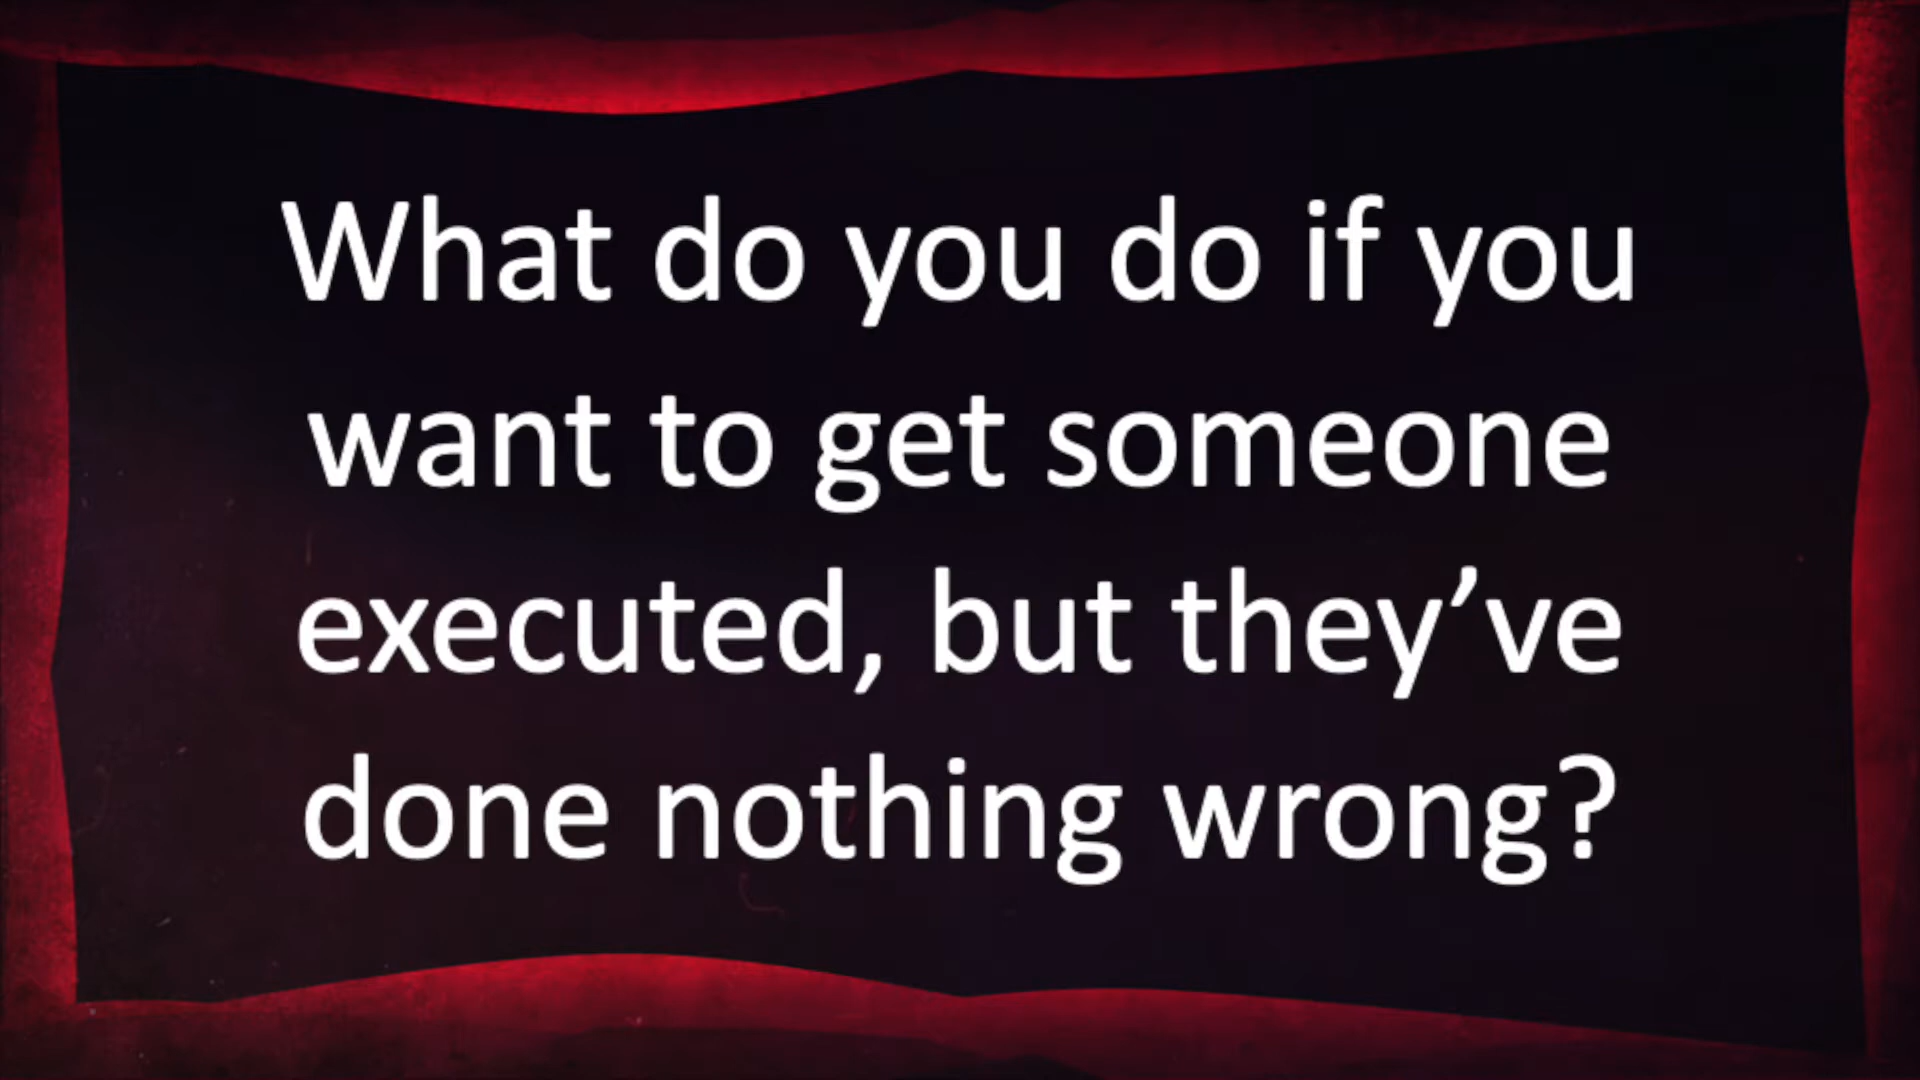 What do you do if you
want to get someone
executed, but they’ve
done nothing wrong?